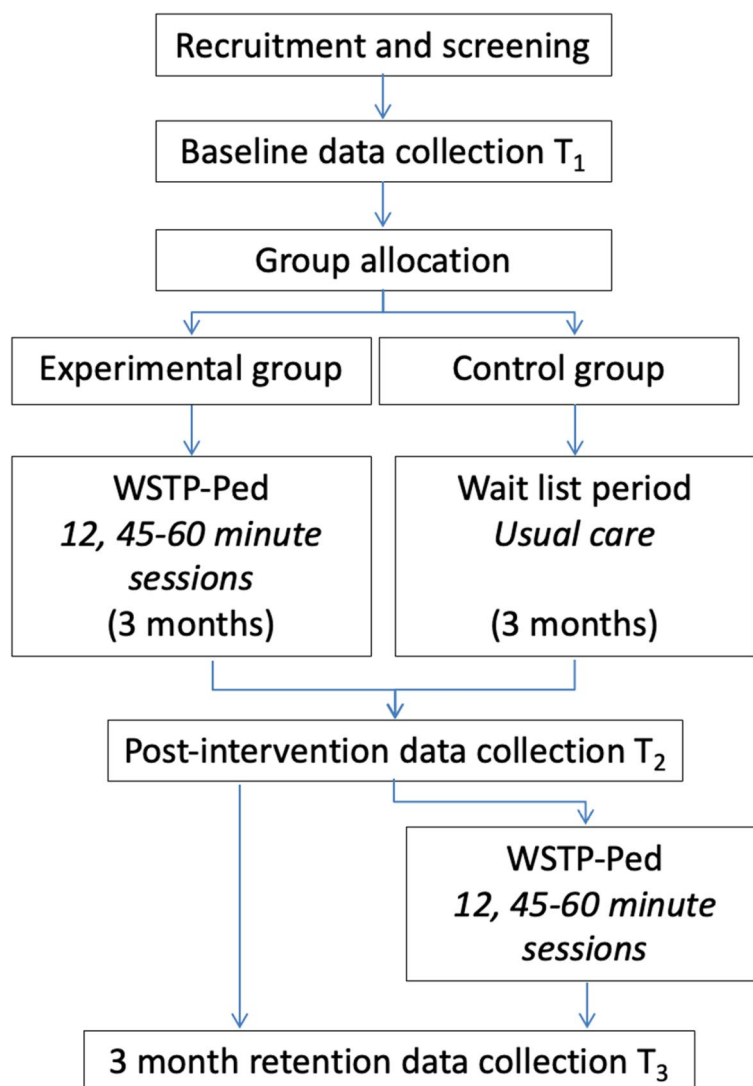 Recruitment and screening
Baseline data collection T₁
Group allocation
Experimental group
Control group
WSTP-Ped
12, 45-60 minute
sessions
(3 months)
Wait list period
Usual care
(3 months)
Post-intervention data collection T₂
WSTP-Ped
12, 45-60 minute
sessions
3 month retention data collection T₃